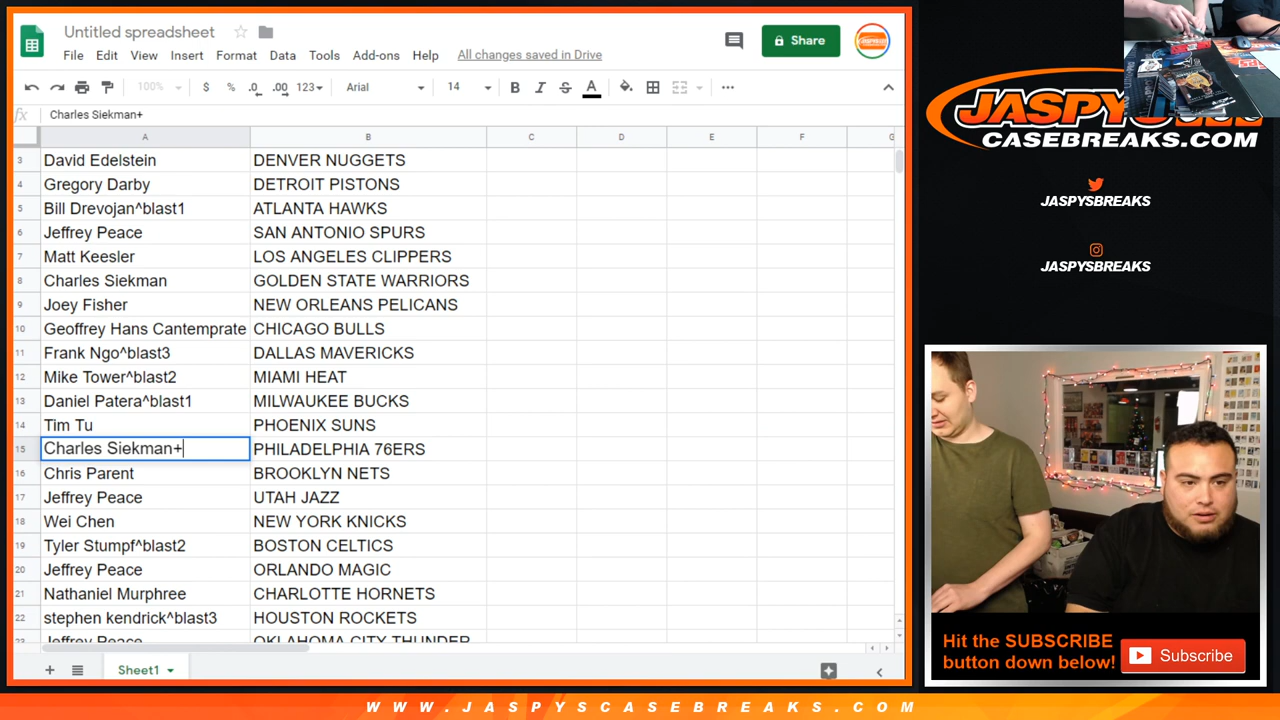 Untitled spreadsheet
File Edit View Insert Format Data Tools Add-ons Help All changes saved in Drive
Share
100% $ % .0 .00 123 Arial 14 B I S A
fx Charles Siekman+
A B C D E F G
3 David Edelstein DENVER NUGGETS
4 Gregory Darby DETROIT PISTONS
5 Bill Drevojan^blast1 ATLANTA HAWKS
6 Jeffrey Peace SAN ANTONIO SPURS
7 Matt Keesler LOS ANGELES CLIPPERS
8 Charles Siekman GOLDEN STATE WARRIORS
9 Joey Fisher NEW ORLEANS PELICANS
10 Geoffrey Hans Cantemprate CHICAGO BULLS
11 Frank Ngo^blast3 DALLAS MAVERICKS
12 Mike Tower^blast2 MIAMI HEAT
13 Daniel Patera^blast1 MILWAUKEE BUCKS
14 Tim Tu PHOENIX SUNS
15 Charles Siekman+ PHILADELPHIA 76ERS
16 Chris Parent BROOKLYN NETS
17 Jeffrey Peace UTAH JAZZ
18 Wei Chen NEW YORK KNICKS
19 Tyler Stumpf^blast2 BOSTON CELTICS
20 Jeffrey Peace ORLANDO MAGIC
21 Nathaniel Murphree CHARLOTTE HORNETS
22 stephen kendrick^blast3 HOUSTON ROCKETS
23 Jeffrey Peace OKLAHOMA CITY THUNDER
Sheet1
CASEBREAKS.COM
JASPYSBREAKS
JASPYSBREAKS
Hit the SUBSCRIBE
button down below!
Subscribe
WWW.JASPYSCASEBREAKS.COM